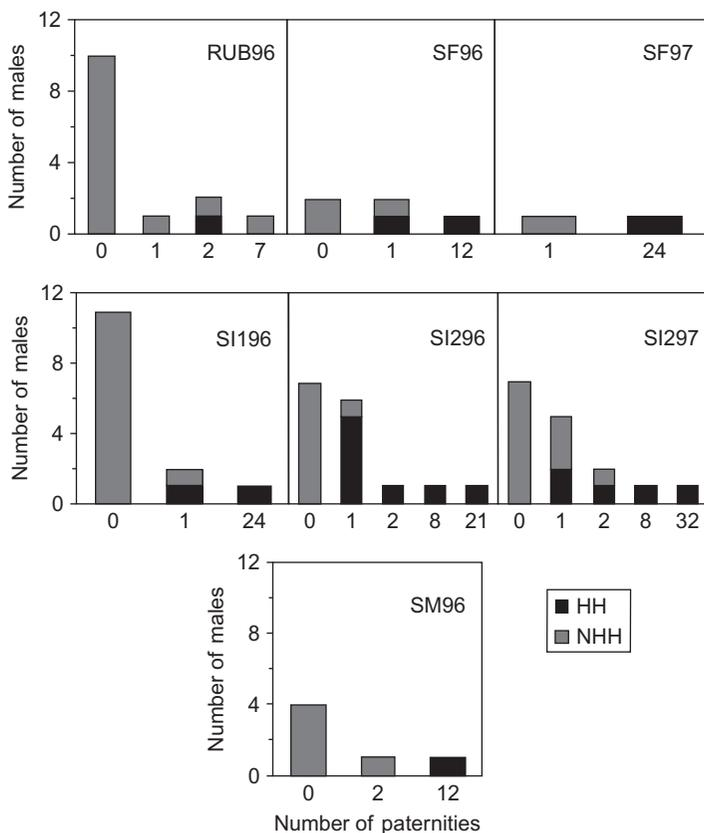 12
8
4
0
Number of males
RUB96
SF96
SF97
0 1 2 7
0 1 12
1 24
12
8
4
0
Number of males
SI196
SI296
SI297
0 1 24
0 1 2 8 21
0 1 2 8 32
12
8
4
0
Number of males
SM96
HH
NHH
0 2 12
Number of paternities